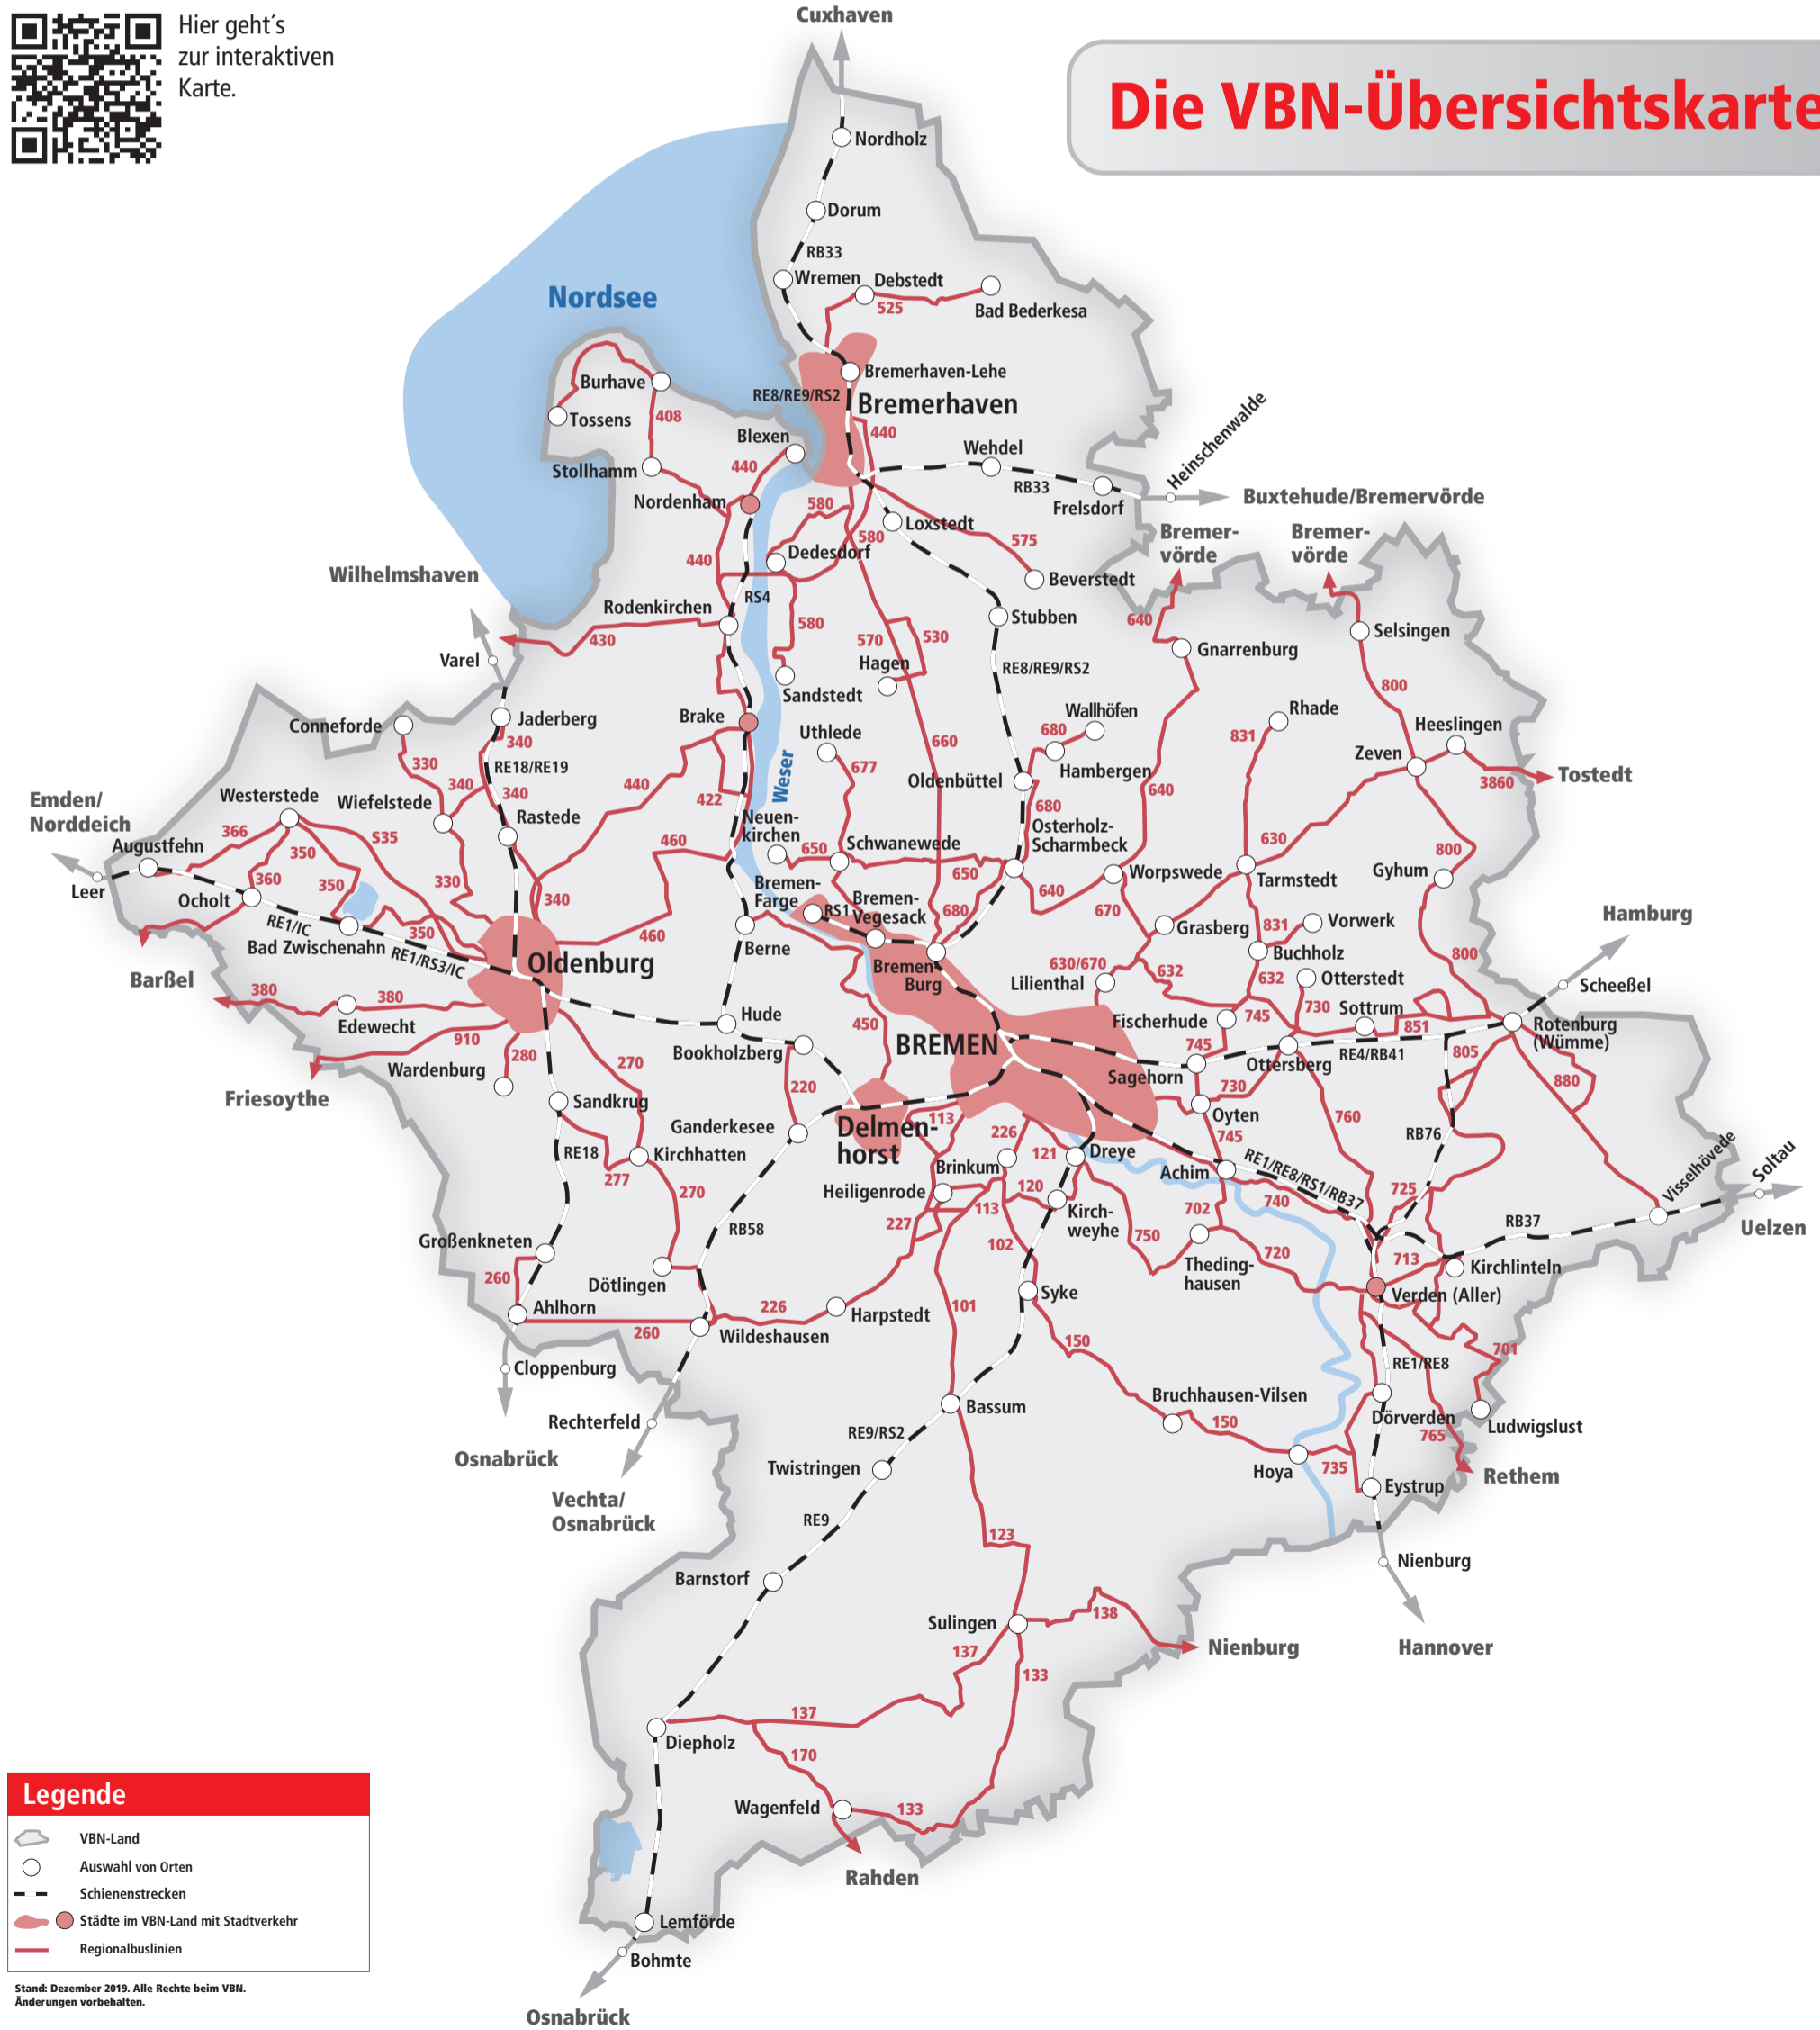 Hier geht´s
zur interaktiven
Karte.
Die VBN-Übersichtskarte
Cuxhaven
Nordholz
Dorum
RB33
Wremen
Debstedt
525
Bad Bederkesa
Nordsee
Bremerhaven-Lehe
RE8/RE9/RS2
Bremerhaven
Burhave
Tossens
408
Stollhamm
Blexen
440
440
Nordenham
Wehdel
RB33
Frelsdorf
Heinschenwalde
Buxtehude/Bremervörde
Bremer-
vörde
Bremer-
vörde
580
580
Loxstedt
575
Dedesdorf
Beverstedt
440
RS4
Wilhelmshaven
Rodenkirchen
430
580
Varel
570
530
Hagen
Stubben
RE8/RE9/RS2
640
Gnarrenburg
Selsingen
800
Sandstedt
Brake
Conneforde
Jaderberg
340
RE18/RE19
330
340
340
Uthlede
677
Weser
660
Wallhöfen
680
Hambergen
Oldenbüttel
640
Rhade
831
Heeslingen
Zeven
3860
Tostedt
Emden/
Norddeich
Westerstede
Wiefelstede
Rastede
440
422
Neuen-
kirchen
680
Osterholz-
Scharmbeck
Augustfehn
366
350
S35
Leer
360
350
330
340
460
650
Schwanewede
650
Worpswede
630
Tarmstedt
800
Gyhum
Ocholt
RE1/IC
Bad Zwischenahn
350
RE1/RS3/IC
Bremen-
Farge
RS1
Bremen-
Vegesack
680
640
670
Grasberg
831
Vorwerk
Buchholz
Hamburg
Barßel
Oldenburg
460
Berne
Bremen-
Burg
630/670
Lilienthal
632
632
Otterstedt
800
Scheeßel
380
380
Edewecht
Hude
450
Fischerhude
745
730
Sottrum
851
Rotenburg
(Wümme)
910
280
270
Bookholzberg
BREMEN
745
Sagehorn
Ottersberg
RE4/RB41
805
880
Friesoythe
Wardenburg
220
730
Oyten
760
Sandkrug
Ganderkesee
Delmen-
horst
113
226
121
Dreye
745
RB76
RE18
Kirchhatten
277
Brinkum
Achim
RE1/RE8/RS1/RB37
Visselhövede
Soltau
270
Heiligenrode
120
113
Kirch-
weyhe
702
740
725
RB37
Uelzen
Großenkneten
RB58
227
102
750
Theding-
hausen
720
713
Kirchlinteln
260
Dötlingen
Syke
Verden (Aller)
Ahlhorn
226
Harpstedt
101
260
Wildeshausen
150
RE1/RE8
701
Cloppenburg
Bruchhausen-Vilsen
Dörverden
Ludwigslust
Rechterfeld
Bassum
150
765
Osnabrück
RE9/RS2
Twistringen
Hoya
735
Eystrup
Rethem
Vechta/
Osnabrück
RE9
123
Nienburg
Barnstorf
138
Sulingen
137
Nienburg
Hannover
133
137
Diepholz
170
Wagenfeld
133
Rahden
Lemförde
Bohmte
Osnabrück
Legende
VBN-Land
Auswahl von Orten
Schienenstrecken
Städte im VBN-Land mit Stadtverkehr
Regionalbuslinien
Stand: Dezember 2019. Alle Rechte beim VBN.
Änderungen vorbehalten.